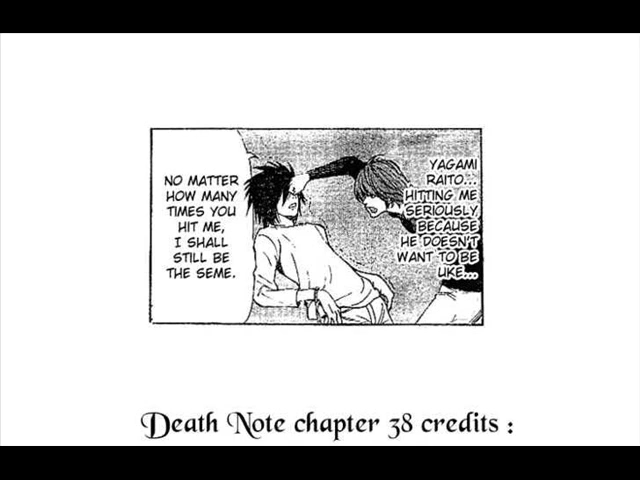 NO MATTER
HOW MANY
TIMES YOU
HIT ME,
I SHALL
STILL BE
THE SEME.
YAGAMI
RAITO...
HITTING ME
SERIOUSLY,
BECAUSE
HE DOESN'T
WANT TO BE
UKE...
Death Note chapter 38 credits :